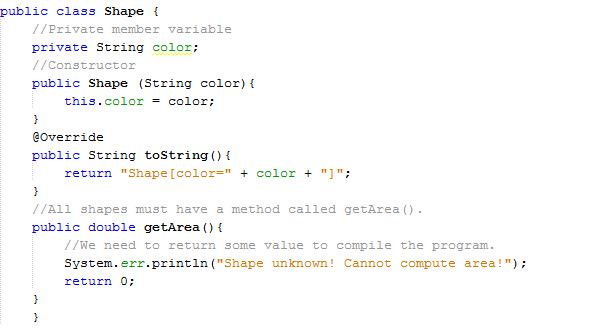 public class Shape {
//Private member variable
private String color;
//Constructor
public Shape (String color){
this.color = color;
}
@Override
public String toString(){
return "Shape[color=" + color + "]";
}
//All shapes must have a method called getArea().
public double getArea(){
//We need to return some value to compile the program.
System.err.println("Shape unknown! Cannot compute area!");
return 0;
}
}